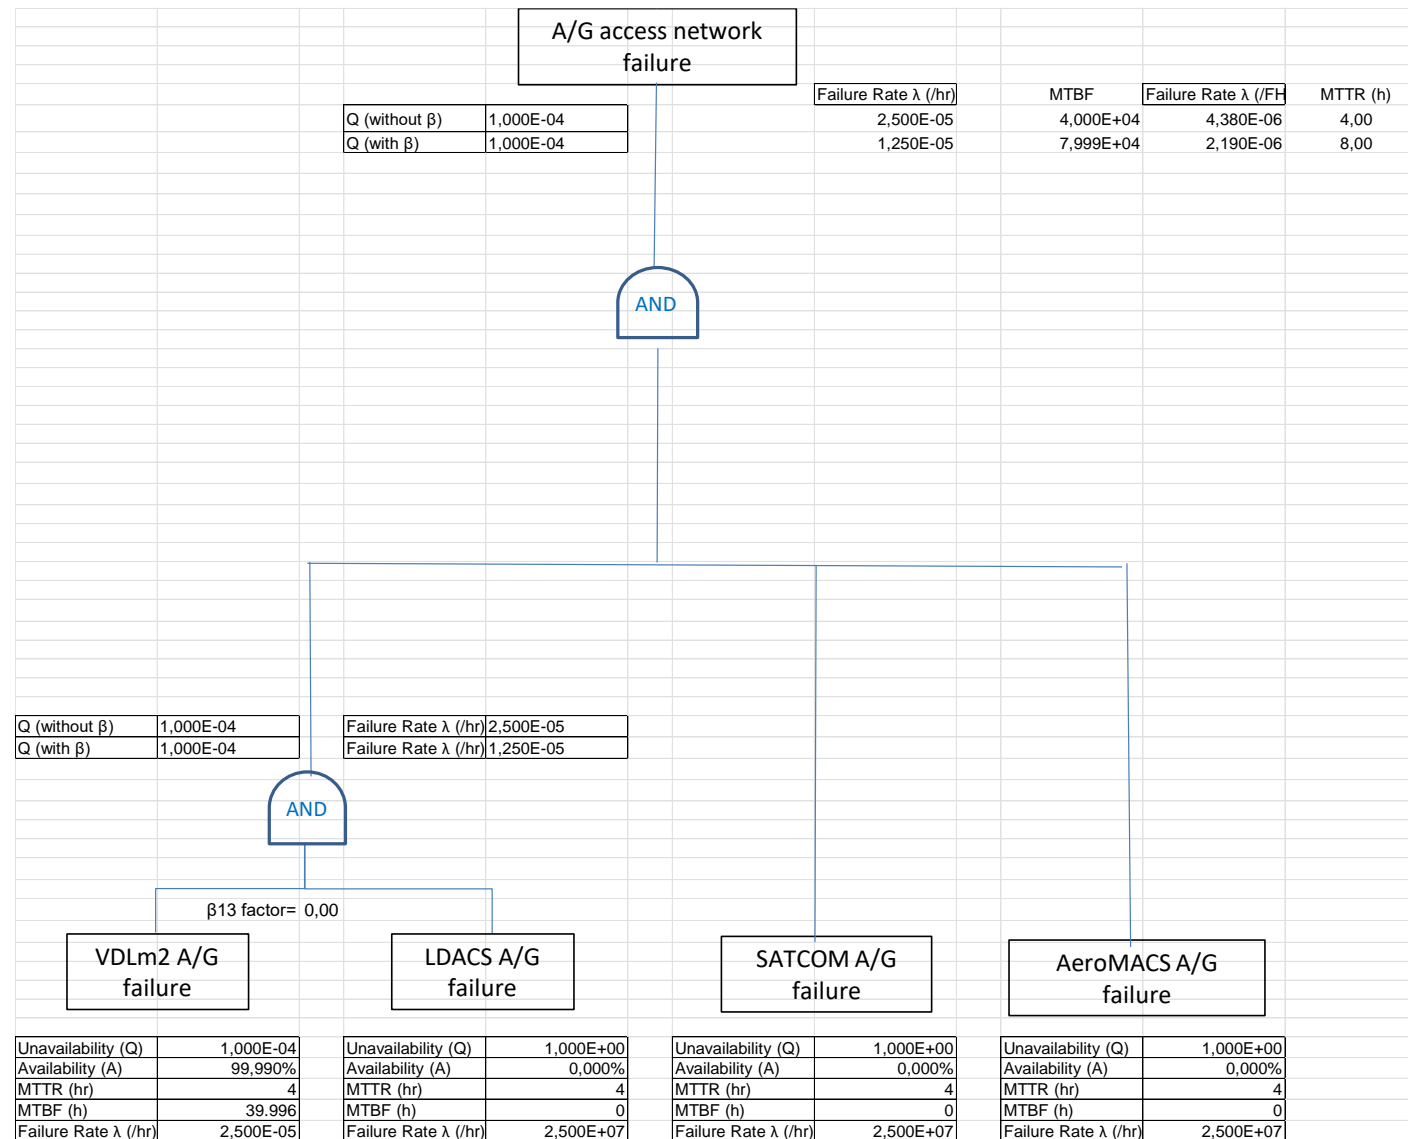 A/G access network
failure
Failure Rate λ (/hr) MTBF Failure Rate λ (/FH MTTR (h)
Q (without β) 1,000E-04 2,500E-05 4,000E+04 4,380E-06 4,00
Q (with β) 1,000E-04 1,250E-05 7,999E+04 2,190E-06 8,00
AND
Q (without β) 1,000E-04 Failure Rate λ (/hr) 2,500E-05
Q (with β) 1,000E-04 Failure Rate λ (/hr) 1,250E-05
AND
β13 factor= 0,00
VDLm2 A/G
failure
LDACS A/G
failure
SATCOM A/G
failure
AeroMACS A/G
failure
Unavailability (Q) 1,000E-04 Unavailability (Q) 1,000E+00 Unavailability (Q) 1,000E+00 Unavailability (Q) 1,000E+00
Availability (A) 99,990% Availability (A) 0,000% Availability (A) 0,000% Availability (A) 0,000%
MTTR (hr) 4 MTTR (hr) 4 MTTR (hr) 4 MTTR (hr) 4
MTBF (h) 39.996 MTBF (h) 0 MTBF (h) 0 MTBF (h) 0
Failure Rate λ (/hr) 2,500E-05 Failure Rate λ (/hr) 2,500E+07 Failure Rate λ (/hr) 2,500E+07 Failure Rate λ (/hr) 2,500E+07